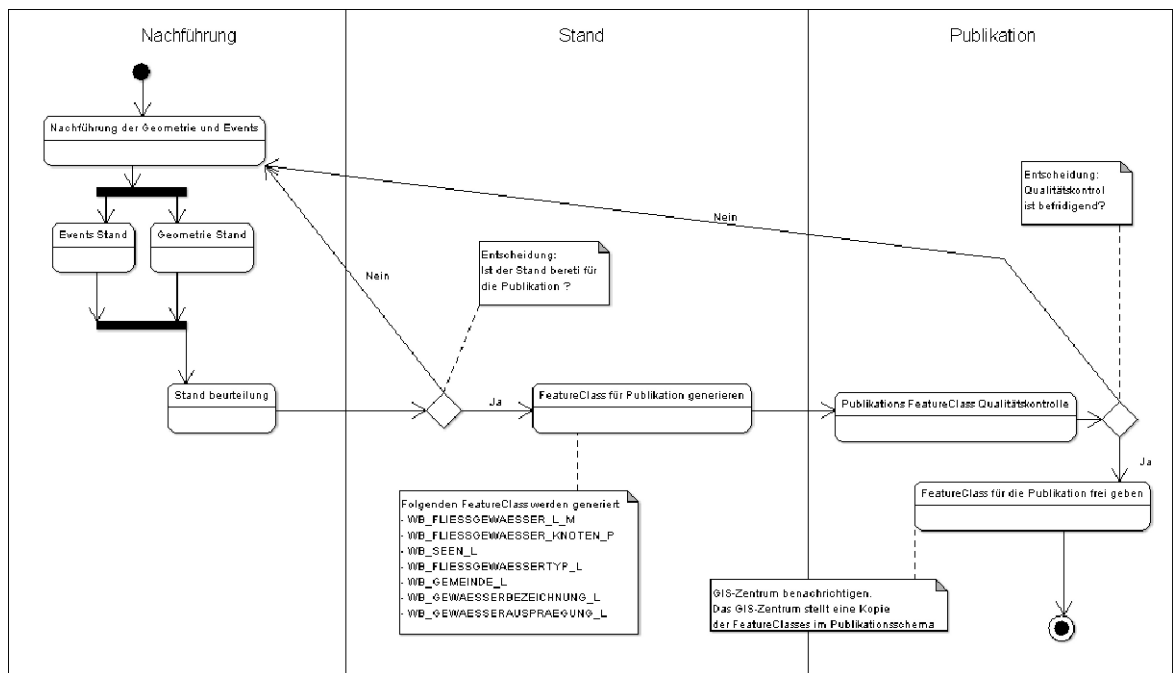 Nachführung
Stand
Publikation
Nachführung der Geometrie und Events
Events Stand
Geometrie Stand
Stand beurteilung
Nein
Entscheidung:
Ist der Stand bereti für
die Publikation ?
Ja
FeatureClass für Publikation generieren
Folgenden FeatureClass werden generiert
- WB_FLIESSGEWAESSER_L_M
- WB_FLIESSGEWAESSER_KNOTEN_P
- WB_SEEN_L
- WB_FLIESSGEWAESSERTYP_L
- WB_GEMEINDE_L
- WB_GEWAESSERBEZEICHNUNG_L
- WB_GEWAESSERAUSPRAEGUNG_L
Nein
Entscheidung:
Qualitätskontrol
ist befridigend?
Publikations FeatureClass Qualitätskontrolle
Ja
FeatureClass für die Publikation frei geben
GIS-Zentrum benachrichtigen.
Das GIS-Zentrum stellt eine Kopie
der FeatureClasses im Publikationsschema